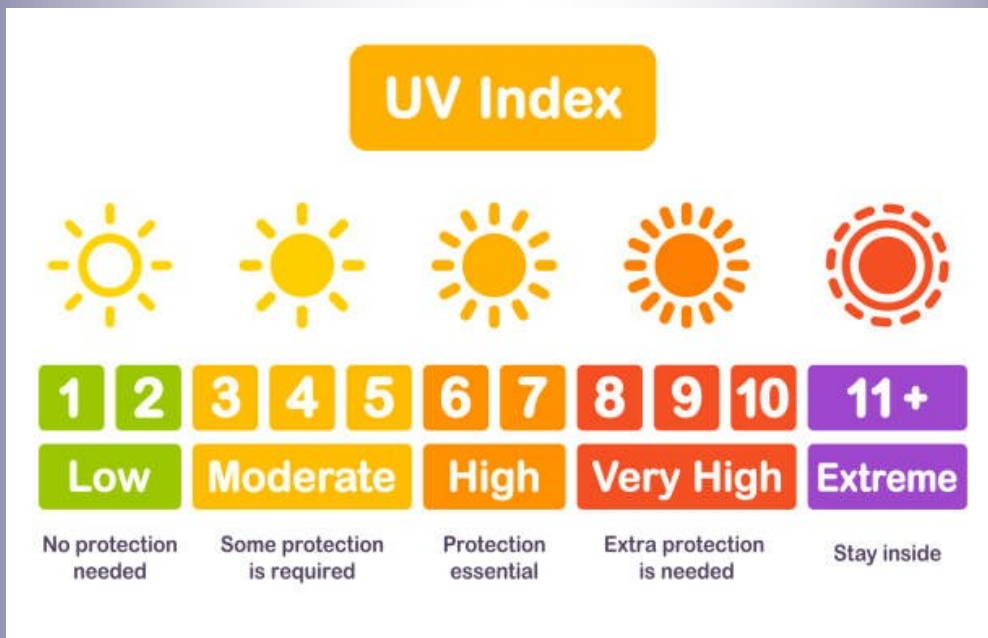 UV Index
1 2 3 4 5 6 7 8 9 10 11+
Low Moderate High Very High Extreme
No protection
needed
Some protection
is required
Protection
essential
Extra protection
is needed
Stay inside